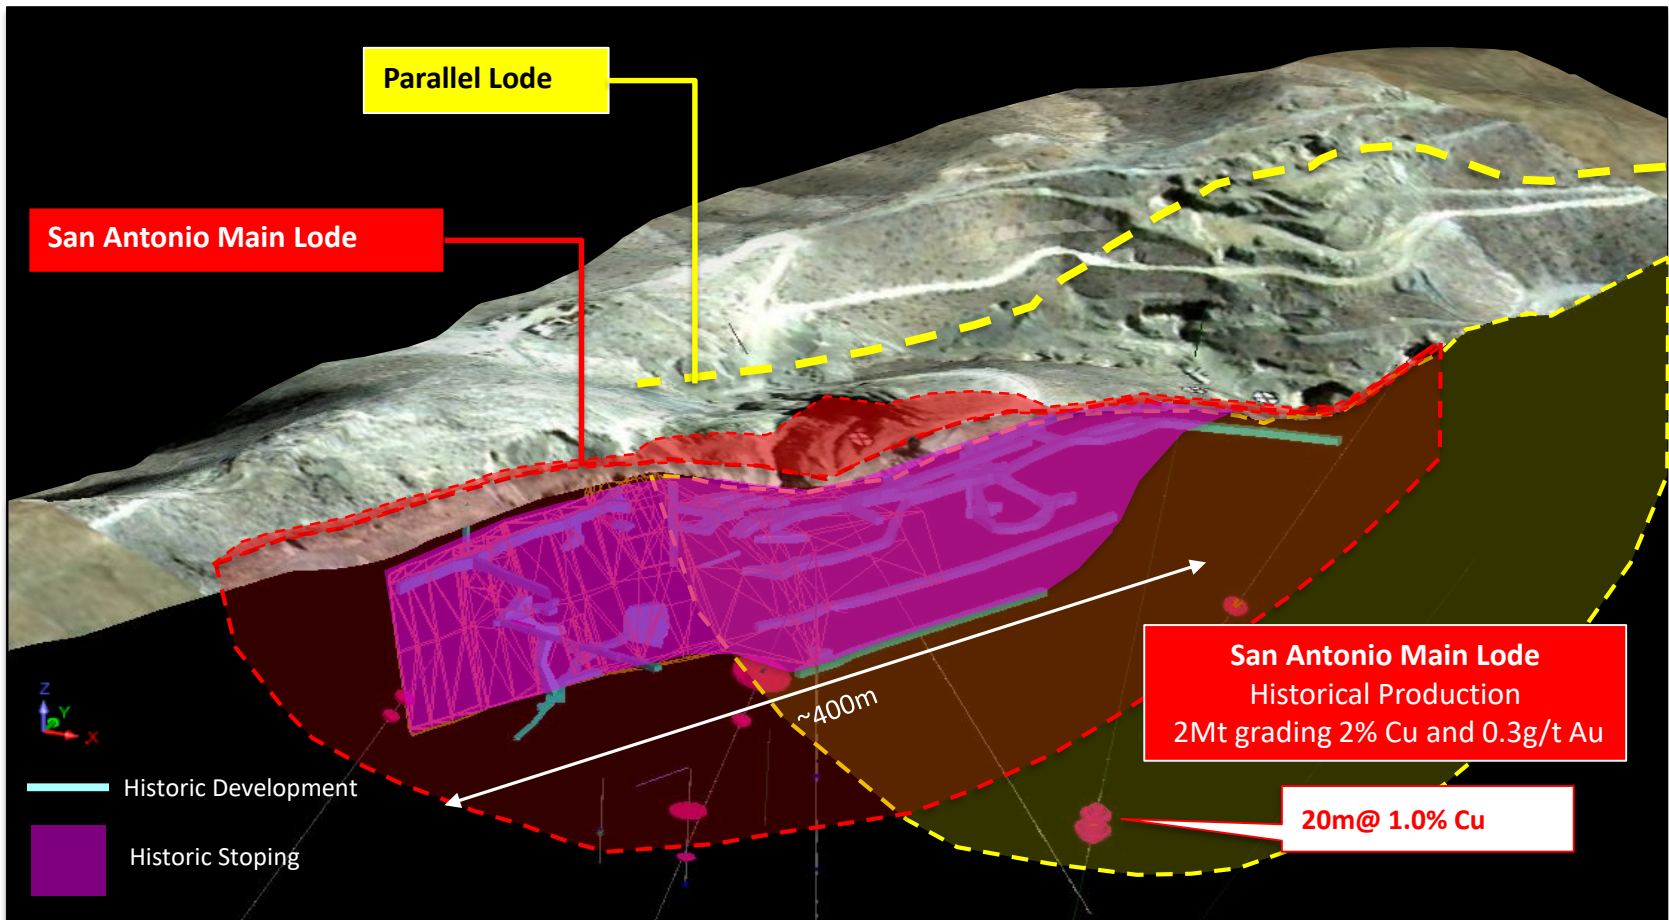 Parallel Lode
San Antonio Main Lode
~400m
San Antonio Main Lode
Historical Production
2Mt grading 2% Cu and 0.3g/t Au
20m@ 1.0% Cu
Z
Y
X
Historic Development
Historic Stoping